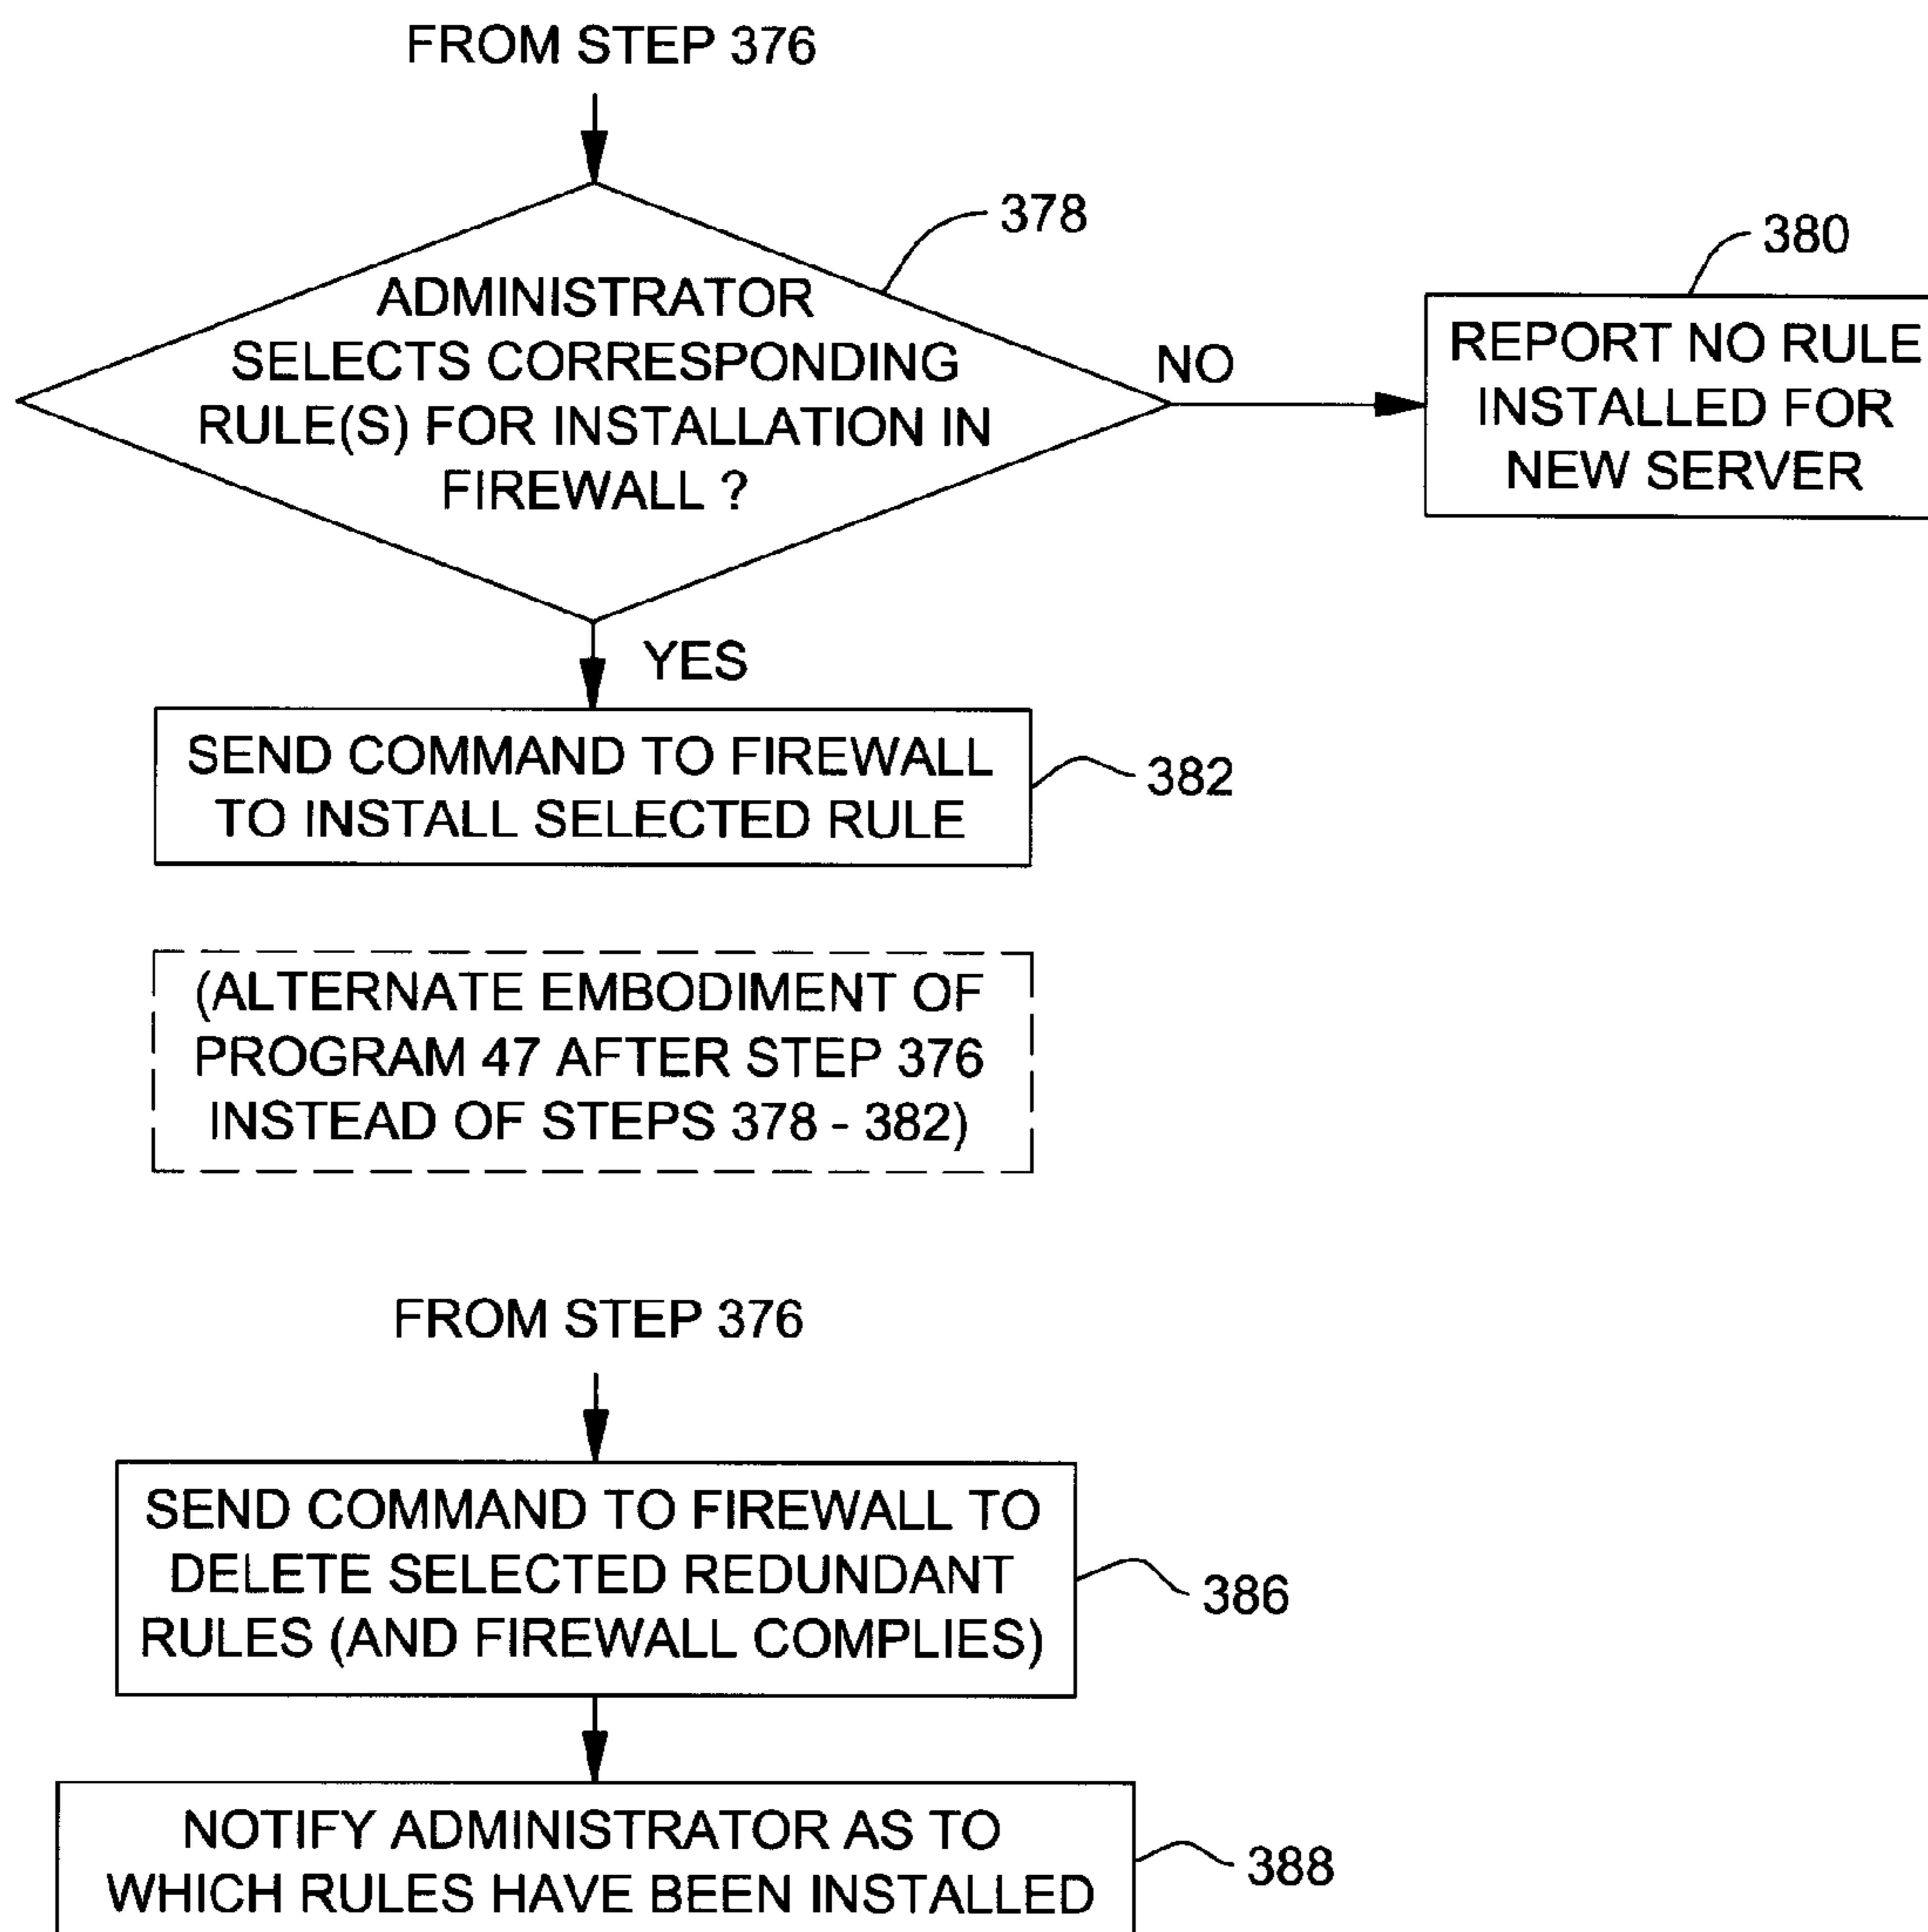 FROM STEP 376
378
380
ADMINISTRATOR
SELECTS CORRESPONDING
RULE(S) FOR INSTALLATION IN
FIREWALL ?
NO
REPORT NO RULE
INSTALLED FOR
NEW SERVER
YES
SEND COMMAND TO FIREWALL
TO INSTALL SELECTED RULE
382
(ALTERNATE EMBODIMENT OF
PROGRAM 47 AFTER STEP 376
INSTEAD OF STEPS 378 - 382)
FROM STEP 376
SEND COMMAND TO FIREWALL TO
DELETE SELECTED REDUNDANT
RULES (AND FIREWALL COMPLIES)
386
NOTIFY ADMINISTRATOR AS TO
WHICH RULES HAVE BEEN INSTALLED
388